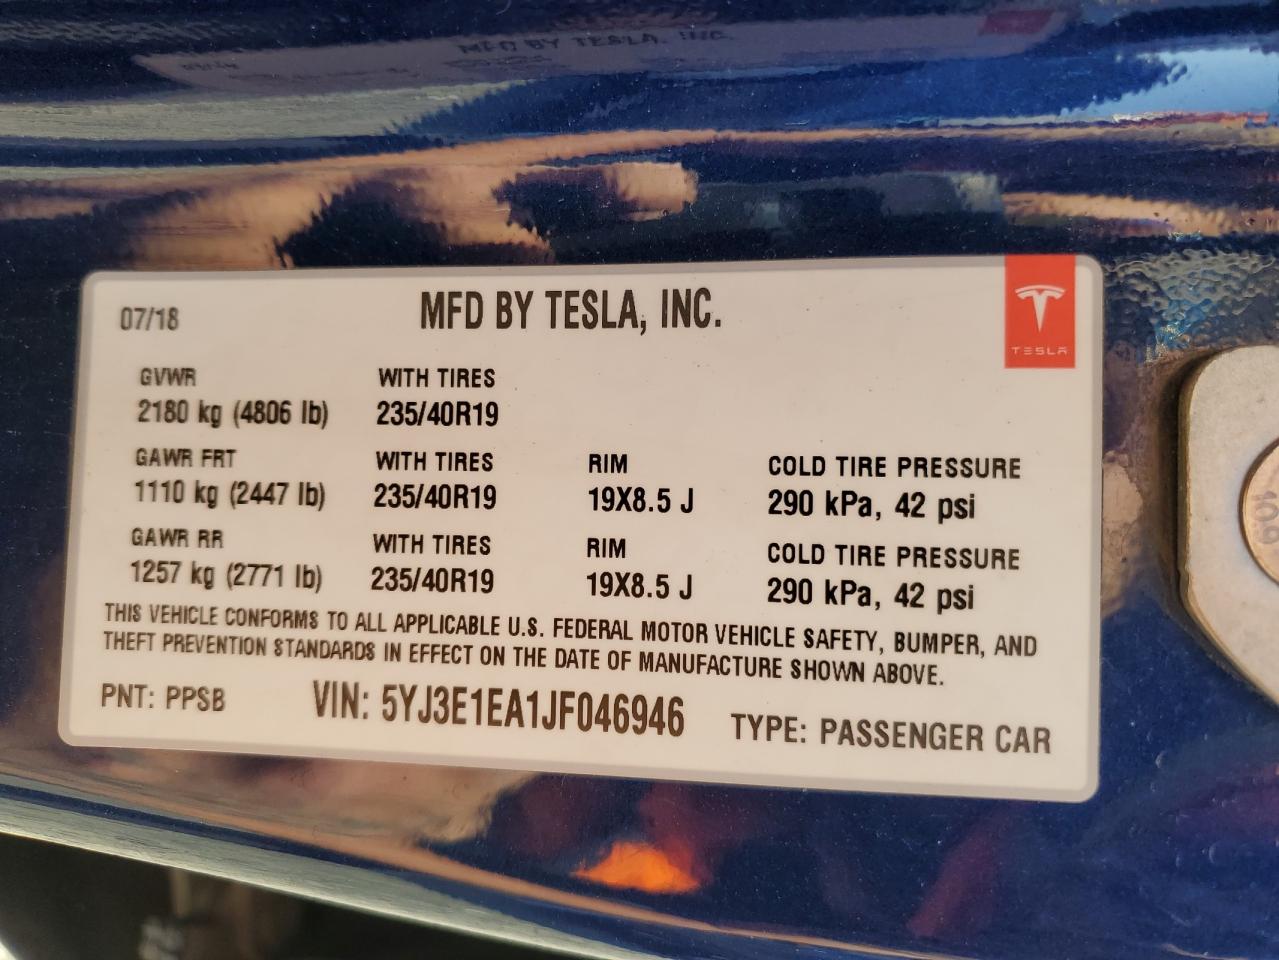 MFD BY TESLA, INC.
07/18
MFD BY TESLA, INC.
TESLA
GVWR WITH TIRES
2180 kg (4806 lb) 235/40R19
GAWR FRT WITH TIRES RIM COLD TIRE PRESSURE
1110 kg (2447 lb) 235/40R19 19X8.5 J 290 kPa, 42 psi
GAWR RR WITH TIRES RIM COLD TIRE PRESSURE
1257 kg (2771 lb) 235/40R19 19X8.5 J 290 kPa, 42 psi
THIS VEHICLE CONFORMS TO ALL APPLICABLE U.S. FEDERAL MOTOR VEHICLE SAFETY, BUMPER, AND
THEFT PREVENTION STANDARDS IN EFFECT ON THE DATE OF MANUFACTURE SHOWN ABOVE.
PNT: PPSB VIN: 5YJ3E1EA1JF046946 TYPE: PASSENGER CAR